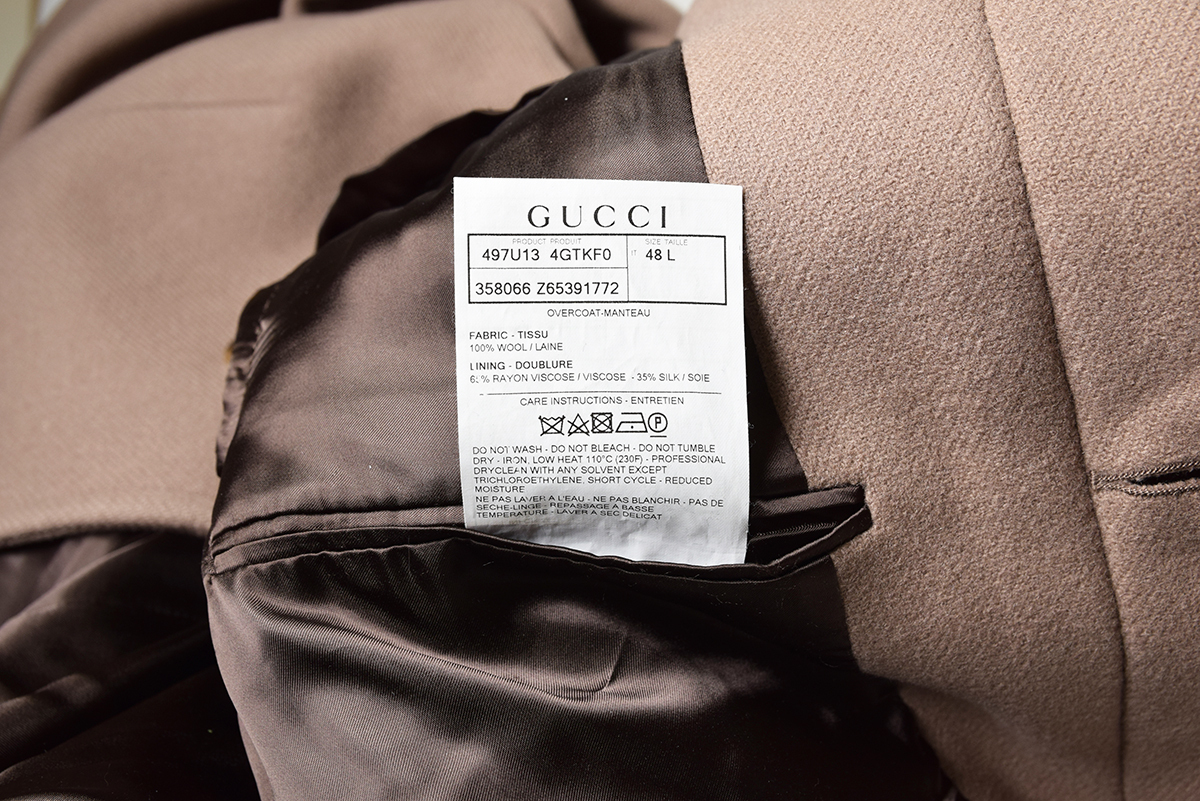 GUCCI
PRODUCT PRODUIT SIZE TAILLE
497U13 4GTKF0 IT 48 L
358066 Z65391772
OVERCOAT-MANTEAU
FABRIC - TISSU
100% WOOL / LAINE
LINING - DOUBLURE
RAYON VISCOSE / VISCOSE - 35% SILK / SOIE
CARE INSTRUCTIONS - ENTRETIEN
P
DO NOT WASH - DO NOT BLEACH - DO NOT TUMBLE
DRY - IRON, LOW HEAT 110°C (230F) - PROFESSIONAL
DRYCLEAN WITH ANY SOLVENT EXCEPT
TRICHLOROETHYLENE, SHORT CYCLE - REDUCED
MOISTURE
NE PAS LAVER A L'EAU - NE PAS BLANCHIR - PAS DE
SÈCHE-LINGE - REPASSAGE A BASSE
TEMPERATURE - LAVER A SEC DELICAT